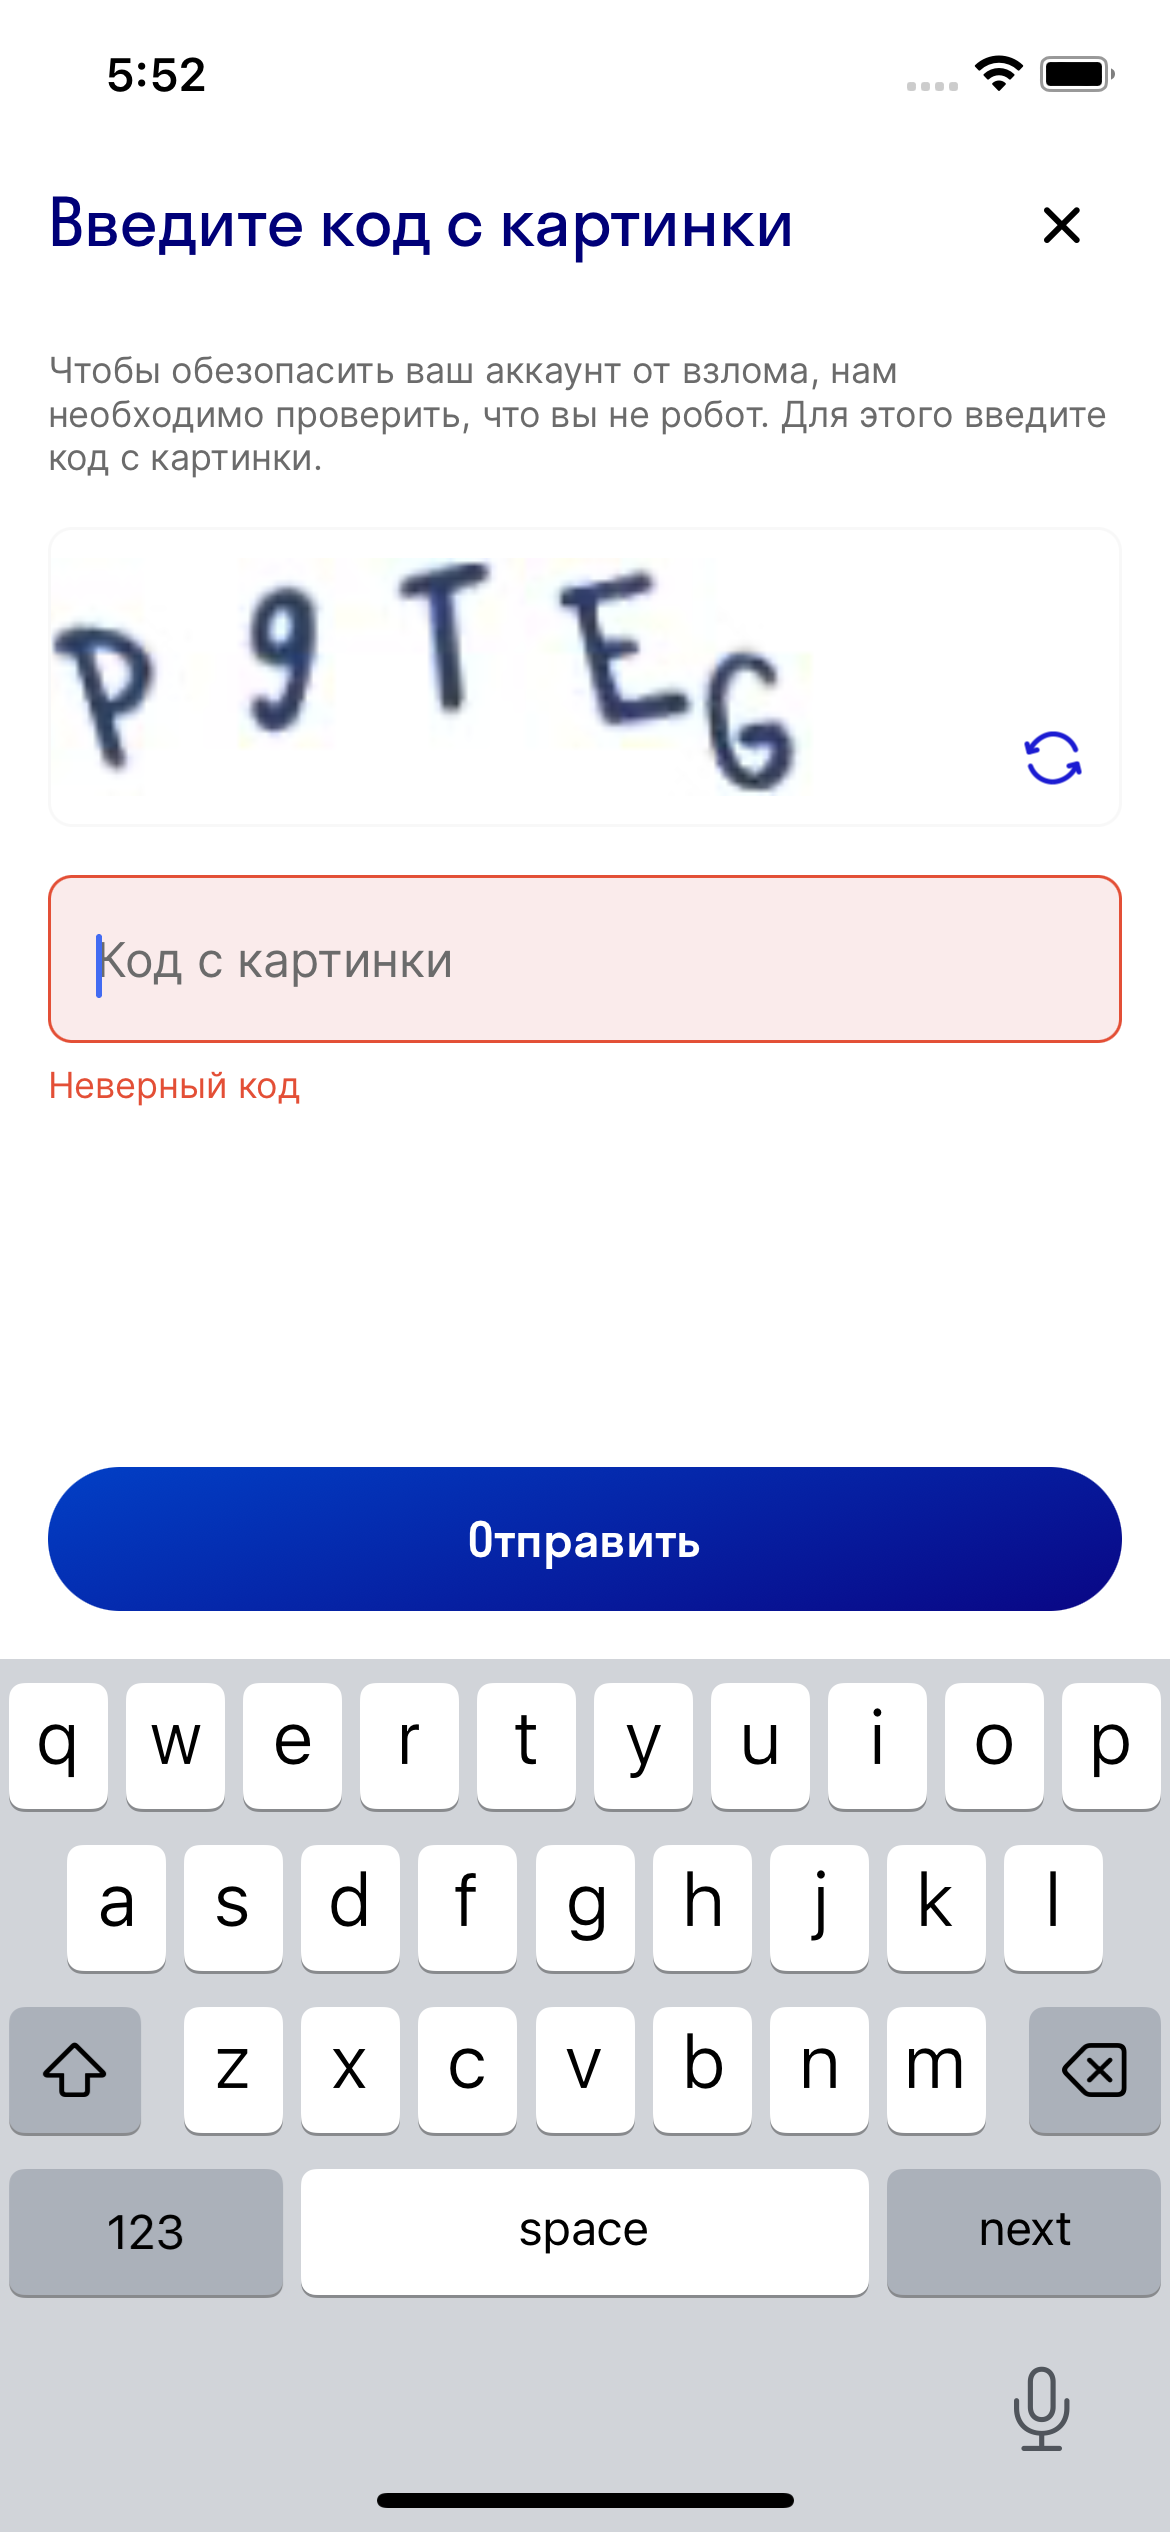 5:52
Введите код с картинки
Чтобы обезопасить ваш аккаунт от взлома, нам
необходимо проверить, что вы не робот. Для этого введите
код с картинки.
P 9 T E G
Код с картинки
Неверный код
Отправить
q w e r t y u i o p
a s d f g h j k l
z x c v b n m
123 space next